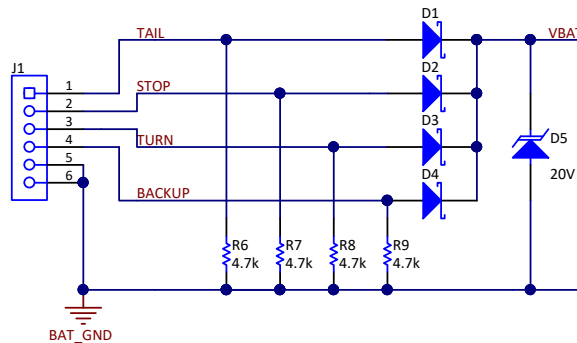 D1
TAIL
VBAT
J1
D2
1
STOP
2
3
D3
TURN
D5
4
5
D4
20V
6
BACKUP
R6
R7
R8
R9
4.7k
4.7k
4.7k
4.7k
BAT_GND